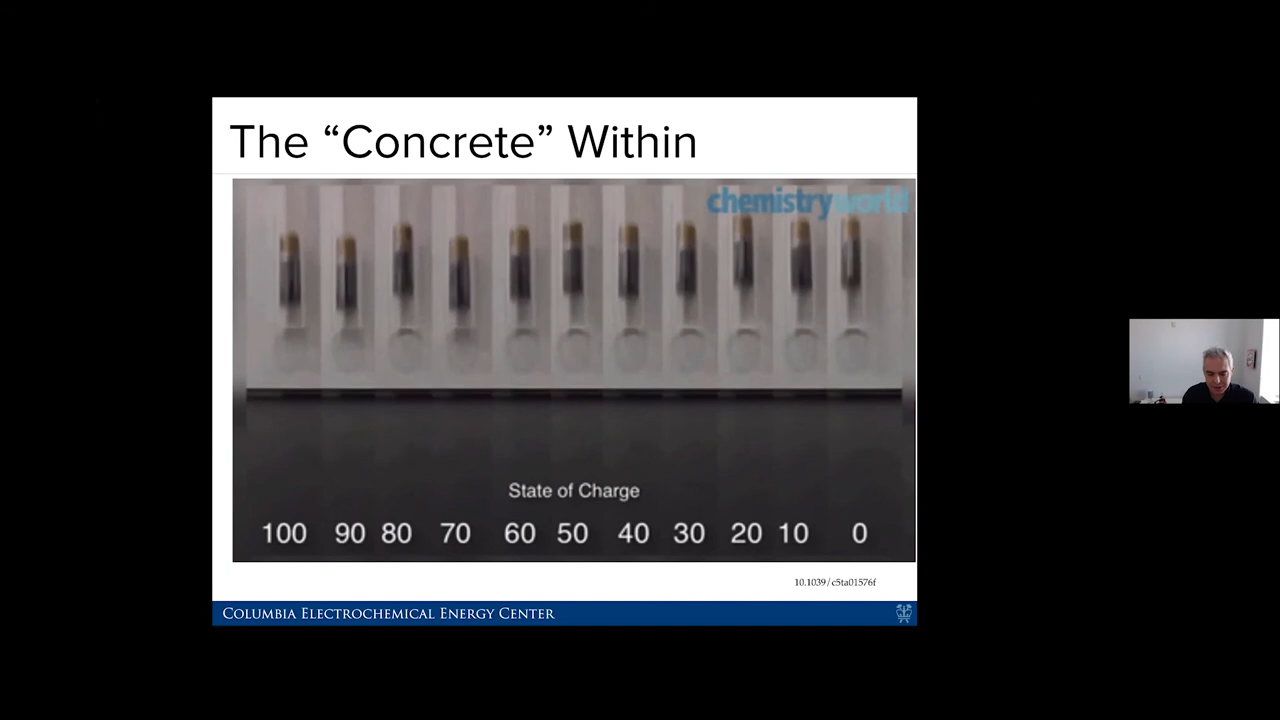 The “Concrete” Within
chemistryworld
State of Charge
100 90 80 70 60 50 40 30 20 10 0
10.1039/c5ta01576f
COLUMBIA ELECTROCHEMICAL ENERGY CENTER